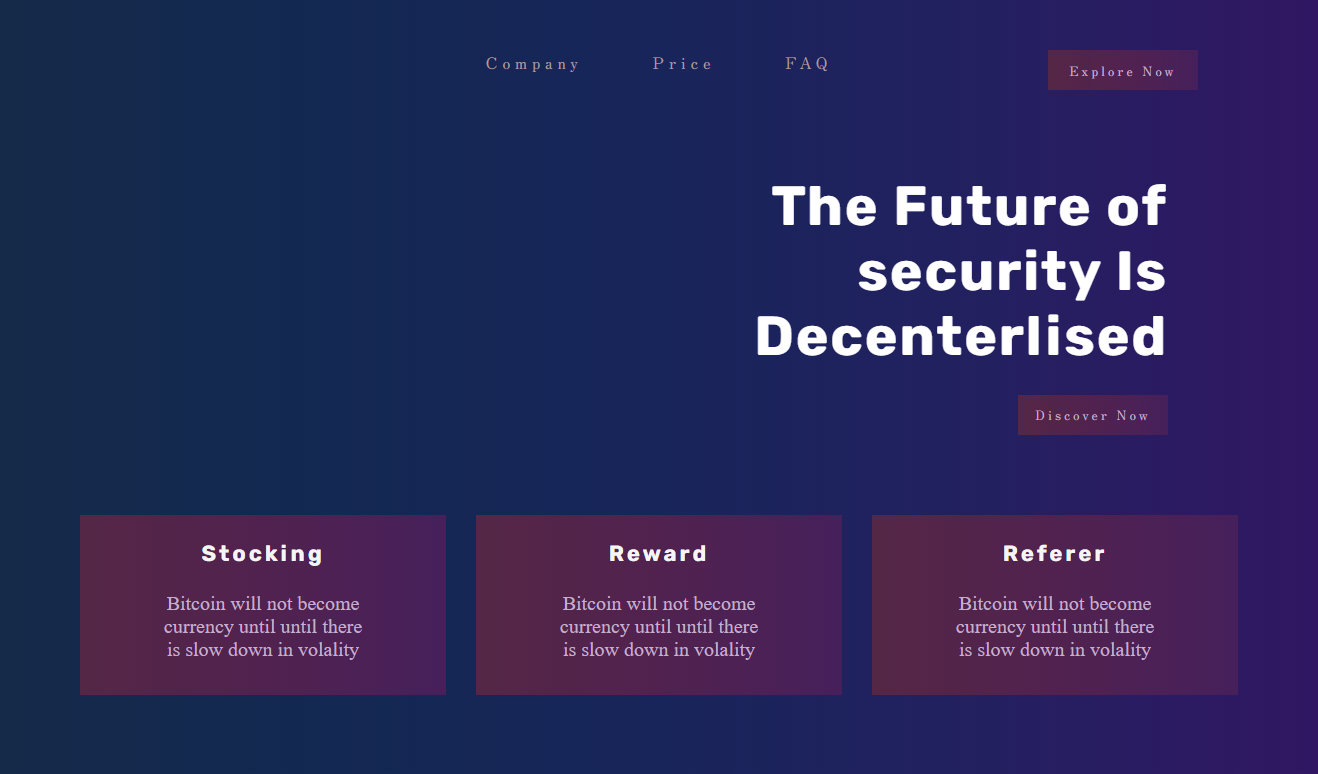 Company Price FAQ Explore Now
The Future of
security Is
Decenterlised
Discover Now
Stocking
Bitcoin will not become
currency until until there
is slow down in volality
Reward
Bitcoin will not become
currency until until there
is slow down in volality
Referer
Bitcoin will not become
currency until until there
is slow down in volality